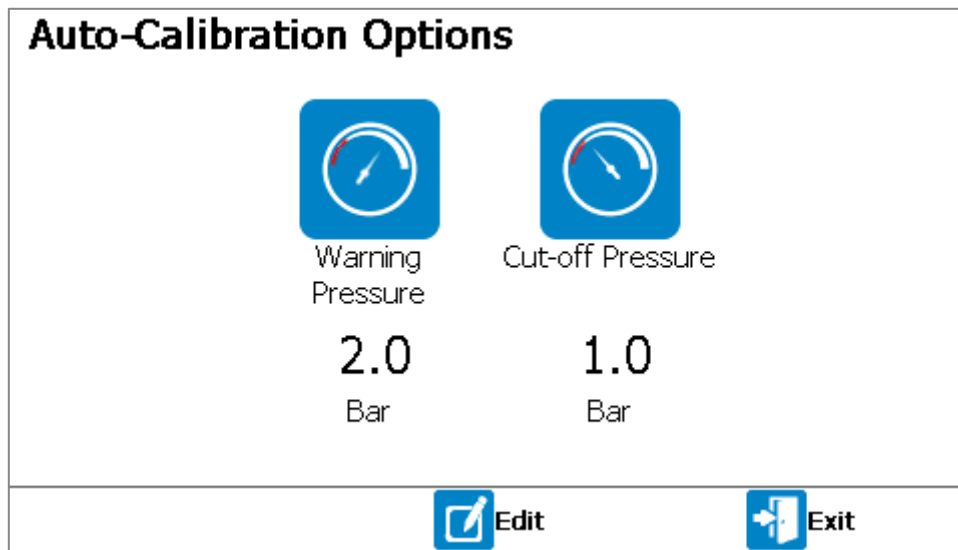 Auto-Calibration Options
Warning
Pressure
Cut-off Pressure
2.0
1.0
Bar
Bar
Edit
Exit